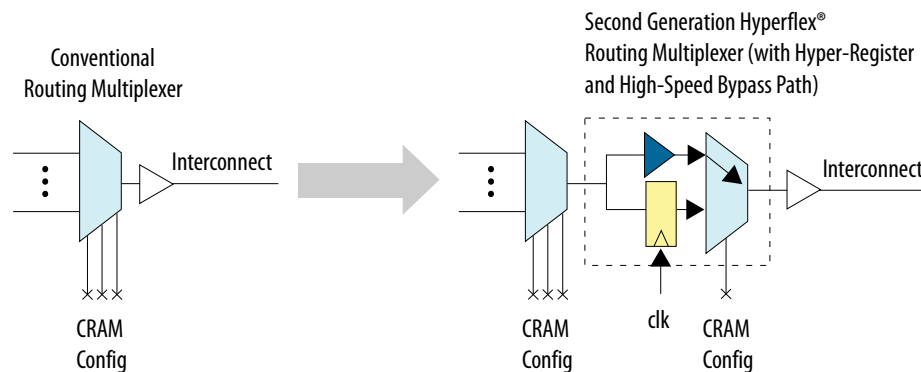 Conventional
Routing Multiplexer
Interconnect
CRAM
Config
Second Generation Hyperflex®
Routing Multiplexer (with Hyper-Register
and High-Speed Bypass Path)
Interconnect
CRAM
Config
clk
CRAM
Config